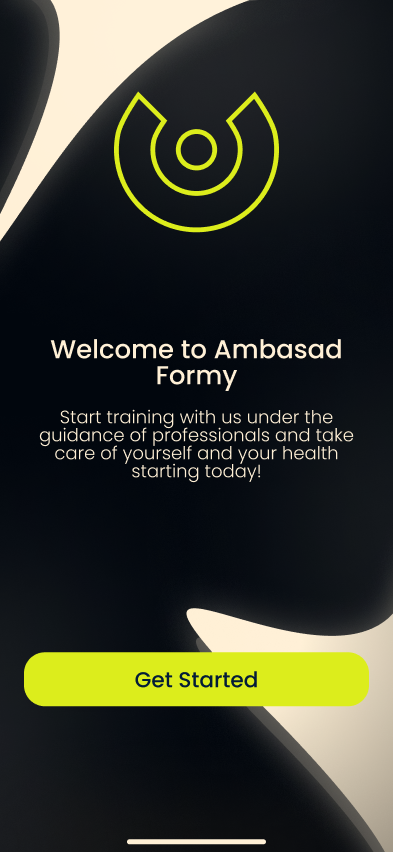 Welcome to Ambasad
Formy
Start training with us under the
guidance of professionals and take
care of yourself and your health
starting today!
Get Started